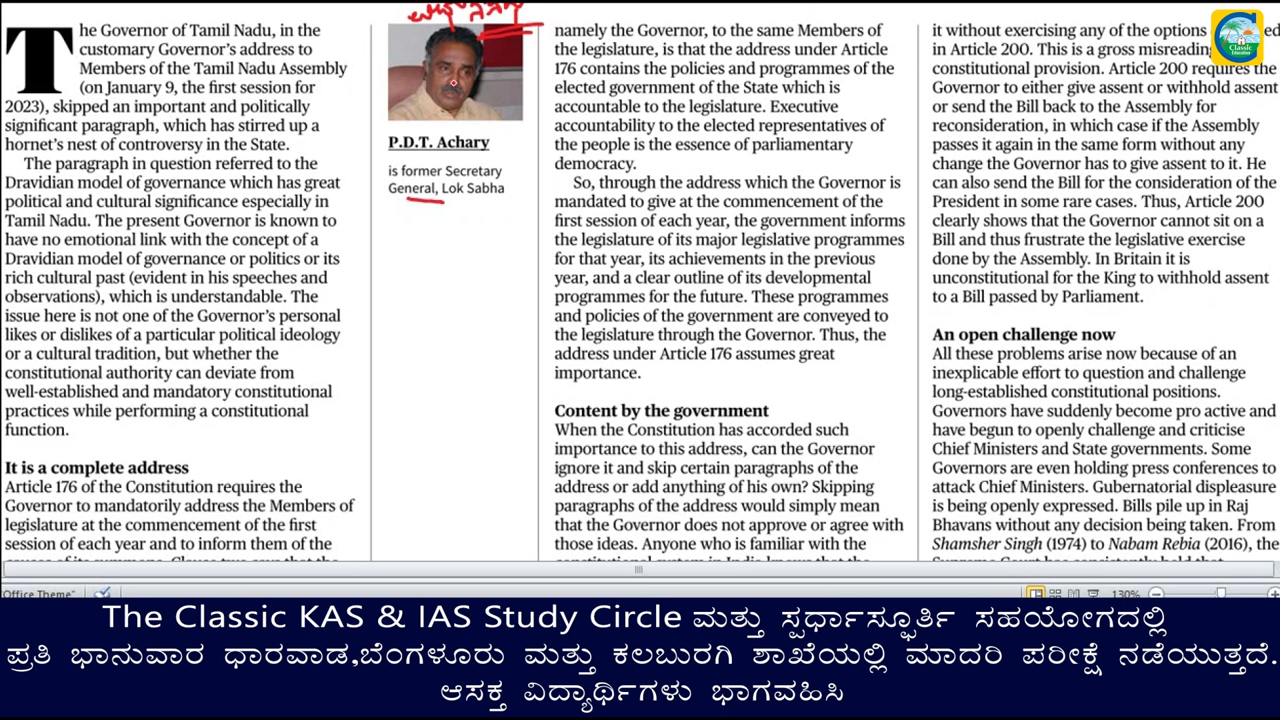 The Governor of Tamil Nadu, in the
customary Governor's address to
Members of the Tamil Nadu Assembly
(on January 9, the first session for
2023), skipped an important and politically
significant paragraph, which has stirred up a
hornet's nest of controversy in the State.
The paragraph in question referred to the
Dravidian model of governance which has great
political and cultural significance especially in
Tamil Nadu. The present Governor is known to
have no emotional link with the concept of a
Dravidian model of governance or politics or its
rich cultural past (evident in his speeches and
observations), which is understandable. The
issue here is not one of the Governor's personal
likes or dislikes of a particular political ideology
or a cultural tradition, but whether the
constitutional authority can deviate from
well-established and mandatory constitutional
practices while performing a constitutional
function.
It is a complete address
Article 176 of the Constitution requires the
Governor to mandatorily address the Members of
legislature at the commencement of the first
session of each year and to inform them of the
P.D.T. Achary
is former Secretary
General, Lok Sabha
namely the Governor, to the same Members of
the legislature, is that the address under Article
176 contains the policies and programmes of the
elected government of the State which is
accountable to the legislature. Executive
accountability to the elected representatives of
the people is the essence of parliamentary
democracy.
So, through the address which the Governor is
mandated to give at the commencement of the
first session of each year, the government informs
the legislature of its major legislative programmes
for that year, its achievements in the previous
year, and a clear outline of its developmental
programmes for the future. These programmes
and policies of the government are conveyed to
the legislature through the Governor. Thus, the
address under Article 176 assumes great
importance.
Content by the government
When the Constitution has accorded such
importance to this address, can the Governor
ignore it and skip certain paragraphs of the
address or add anything of his own? Skipping
paragraphs of the address would simply mean
that the Governor does not approve or agree with
those ideas. Anyone who is familiar with the
it without exercising any of the options
in Article 200. This is a gross misreading
constitutional provision. Article 200 requires the
Governor to either give assent or withhold assent
or send the Bill back to the Assembly for
reconsideration, in which case if the Assembly
passes it again in the same form without any
change the Governor has to give assent to it. He
can also send the Bill for the consideration of the
President in some rare cases. Thus, Article 200
clearly shows that the Governor cannot sit on a
Bill and thus frustrate the legislative exercise
done by the Assembly. In Britain it is
unconstitutional for the King to withhold assent
to a Bill passed by Parliament.
An open challenge now
All these problems arise now because of an
inexplicable effort to question and challenge
long-established constitutional positions.
Governors have suddenly become pro active and
have begun to openly challenge and criticise
Chief Ministers and State governments. Some
Governors are even holding press conferences to
attack Chief Ministers. Gubernatorial displeasure
is being openly expressed. Bills pile up in Raj
Bhavans without any decision being taken. From
Shamsher Singh (1974) to Nabam Rebia (2016), the
Classic
Education
Office Theme"
130%
The Classic KAS & IAS Study Circle ಮತ್ತು ಸ್ಪರ್ಧಾಸ್ಫೂರ್ತಿ ಸಹಯೋಗದಲ್ಲಿ
ಪ್ರತಿ ಭಾನುವಾರ ಧಾರವಾಡ,ಬೆಂಗಳೂರು ಮತ್ತು ಕಲಬುರಗಿ ಶಾಖೆಯಲ್ಲಿ ಮಾದರಿ ಪರೀಕ್ಷೆ ನಡೆಯುತ್ತದೆ.
ಆಸಕ್ತ ವಿದ್ಯಾರ್ಥಿಗಳು ಭಾಗವಹಿಸಿ